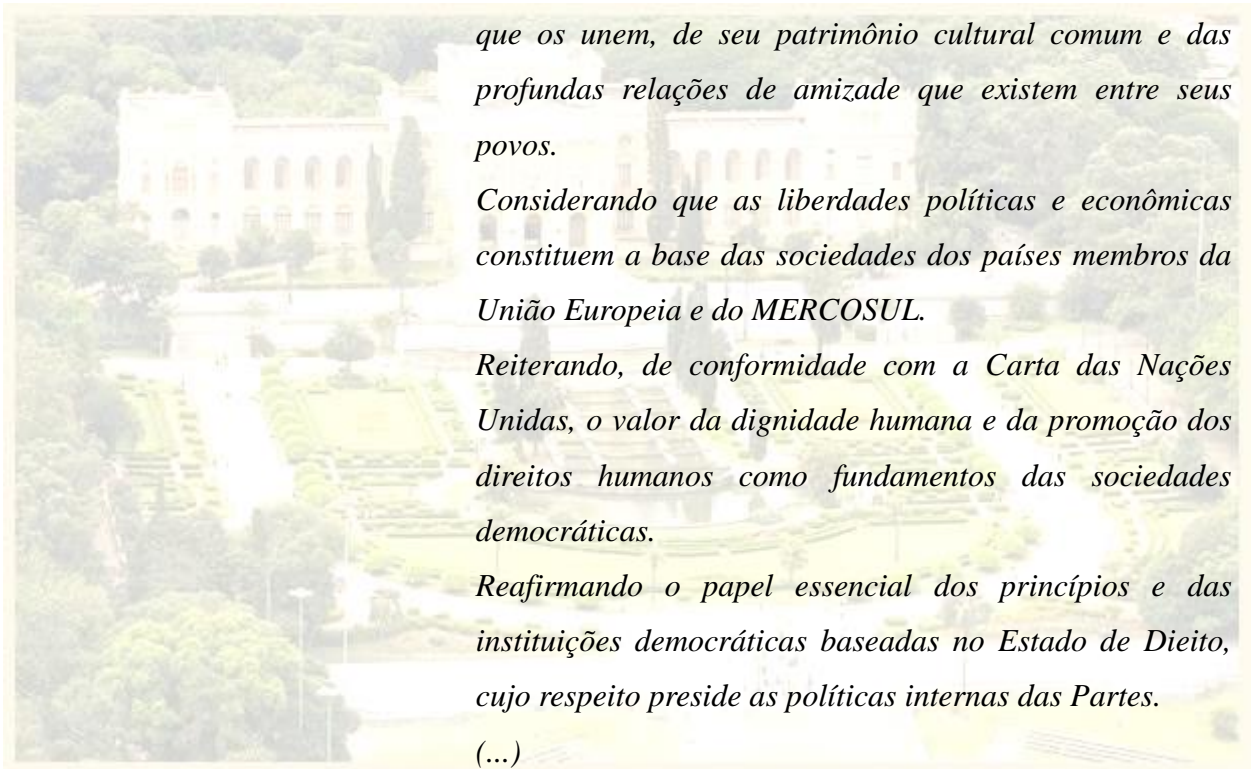 que os unem, de seu patrimônio cultural comum e das
profundas relações de amizade que existem entre seus
povos.
Considerando que as liberdades políticas e econômicas
constituem a base das sociedades dos países membros da
União Europeia e do MERCOSUL.
Reiterando, de conformidade com a Carta das Nações
Unidas, o valor da dignidade humana e da promoção dos
direitos humanos como fundamentos das sociedades
democráticas.
Reafirmando o papel essencial dos princípios e das
instituições democráticas baseadas no Estado de Dieito,
cujo respeito preside as políticas internas das Partes.
(...)